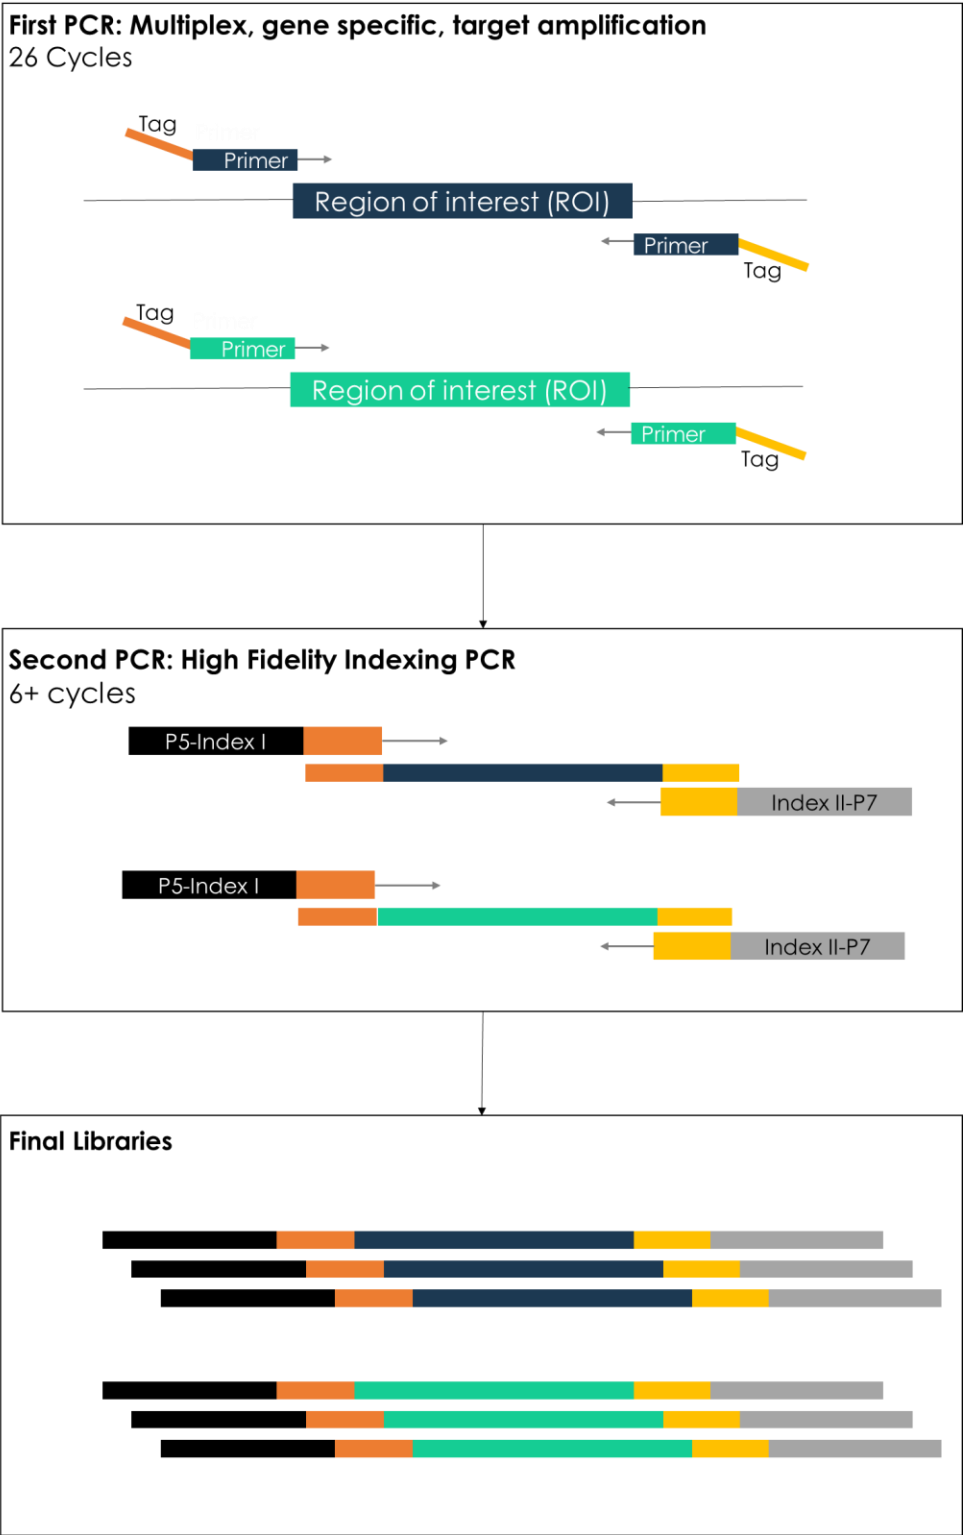 First PCR: Multiplex, gene specific, target amplification
26 Cycles
Tag
Primer
Region of interest (ROI)
Primer
Tag
Tag
Primer
Region of interest (ROI)
Primer
Tag
Second PCR: High Fidelity Indexing PCR
6+ cycles
P5-Index I
Index II-P7
P5-Index I
Index II-P7
Final Libraries